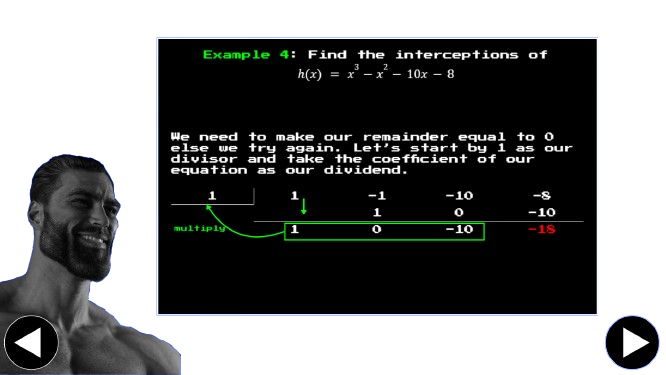 Example 4: Find the interceptions of
h(x) = x³ − x² − 10x − 8
We need to make our remainder equal to 0
else we try again. Let's start by 1 as our
divisor and take the coefficient of our
equation as our dividend.
1 1 -1 -10 -8
1 0 -10
multiply 1 0 -10 -18